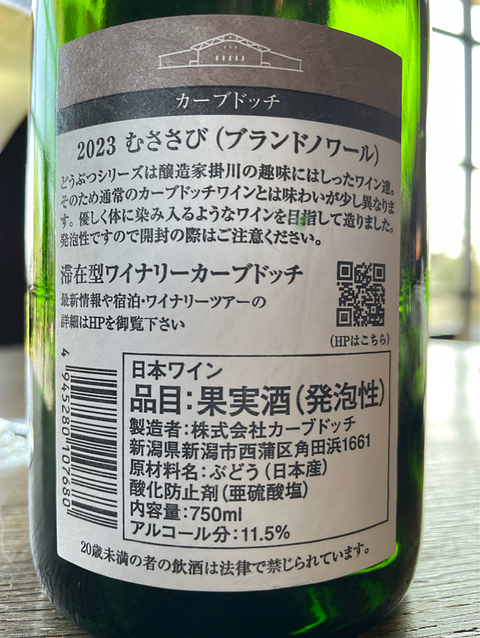 カーブドッチ
2023 むささび (ブランドノワール)
どうぶつシリーズは醸造家掛川の趣味にはしったワイン達。
そのため通常のカーブドッチワインとは味わいが少し異なりま
す。優しく体に染み入るようなワインを目指して造りました。
発泡性ですので開封の際はご注意ください。
滞在型ワイナリーカーブドッチ
最新情報や宿泊・ワイナリーツアーの
詳細はHPを御覧下さい
(HPはこちら)
日本ワイン
品目:果実酒(発泡性)
製造者:株式会社カーブドッチ
新潟県新潟市西蒲区角田浜1661
原材料名:ぶどう(日本産)
酸化防止剤(亜硫酸塩)
内容量:750ml
アルコール分:11.5%
4 945280 107680
20歳未満の者の飲酒は法律で禁じられています。